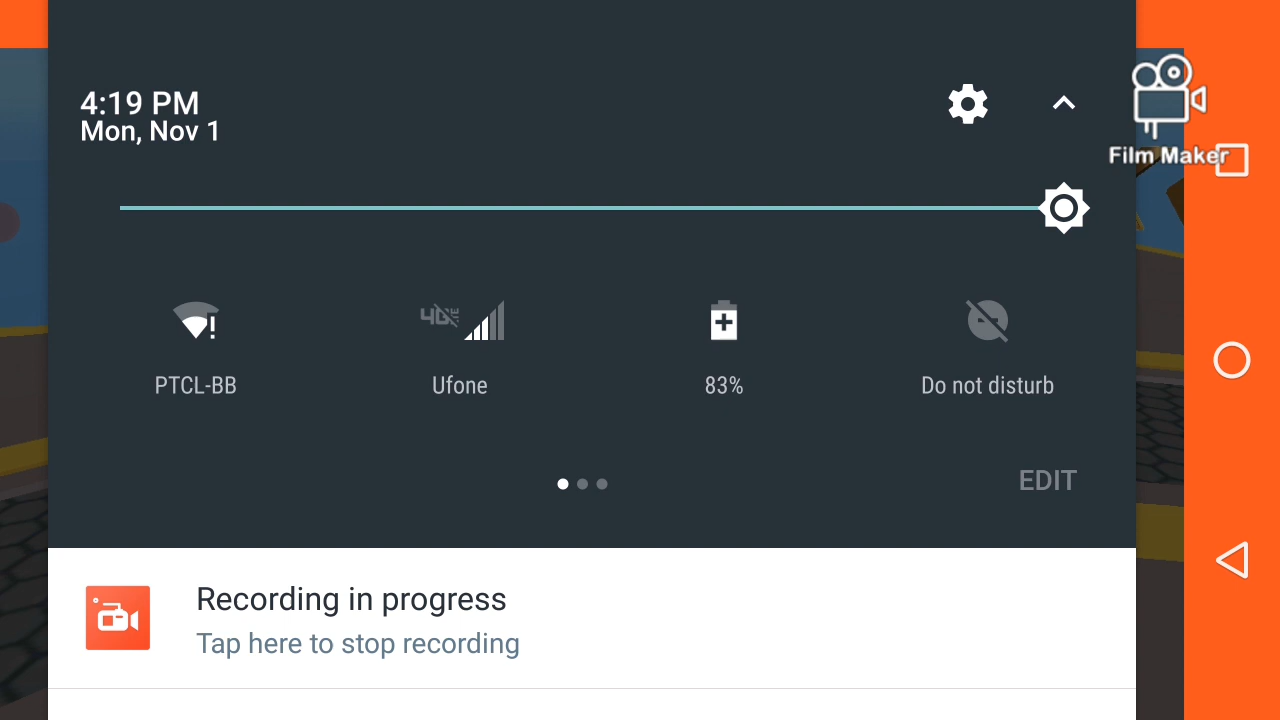 4:19 PM
Mon, Nov 1
Film Maker
PTCL-BB
4G
Ufone
83%
Do not disturb
EDIT
Recording in progress
Tap here to stop recording